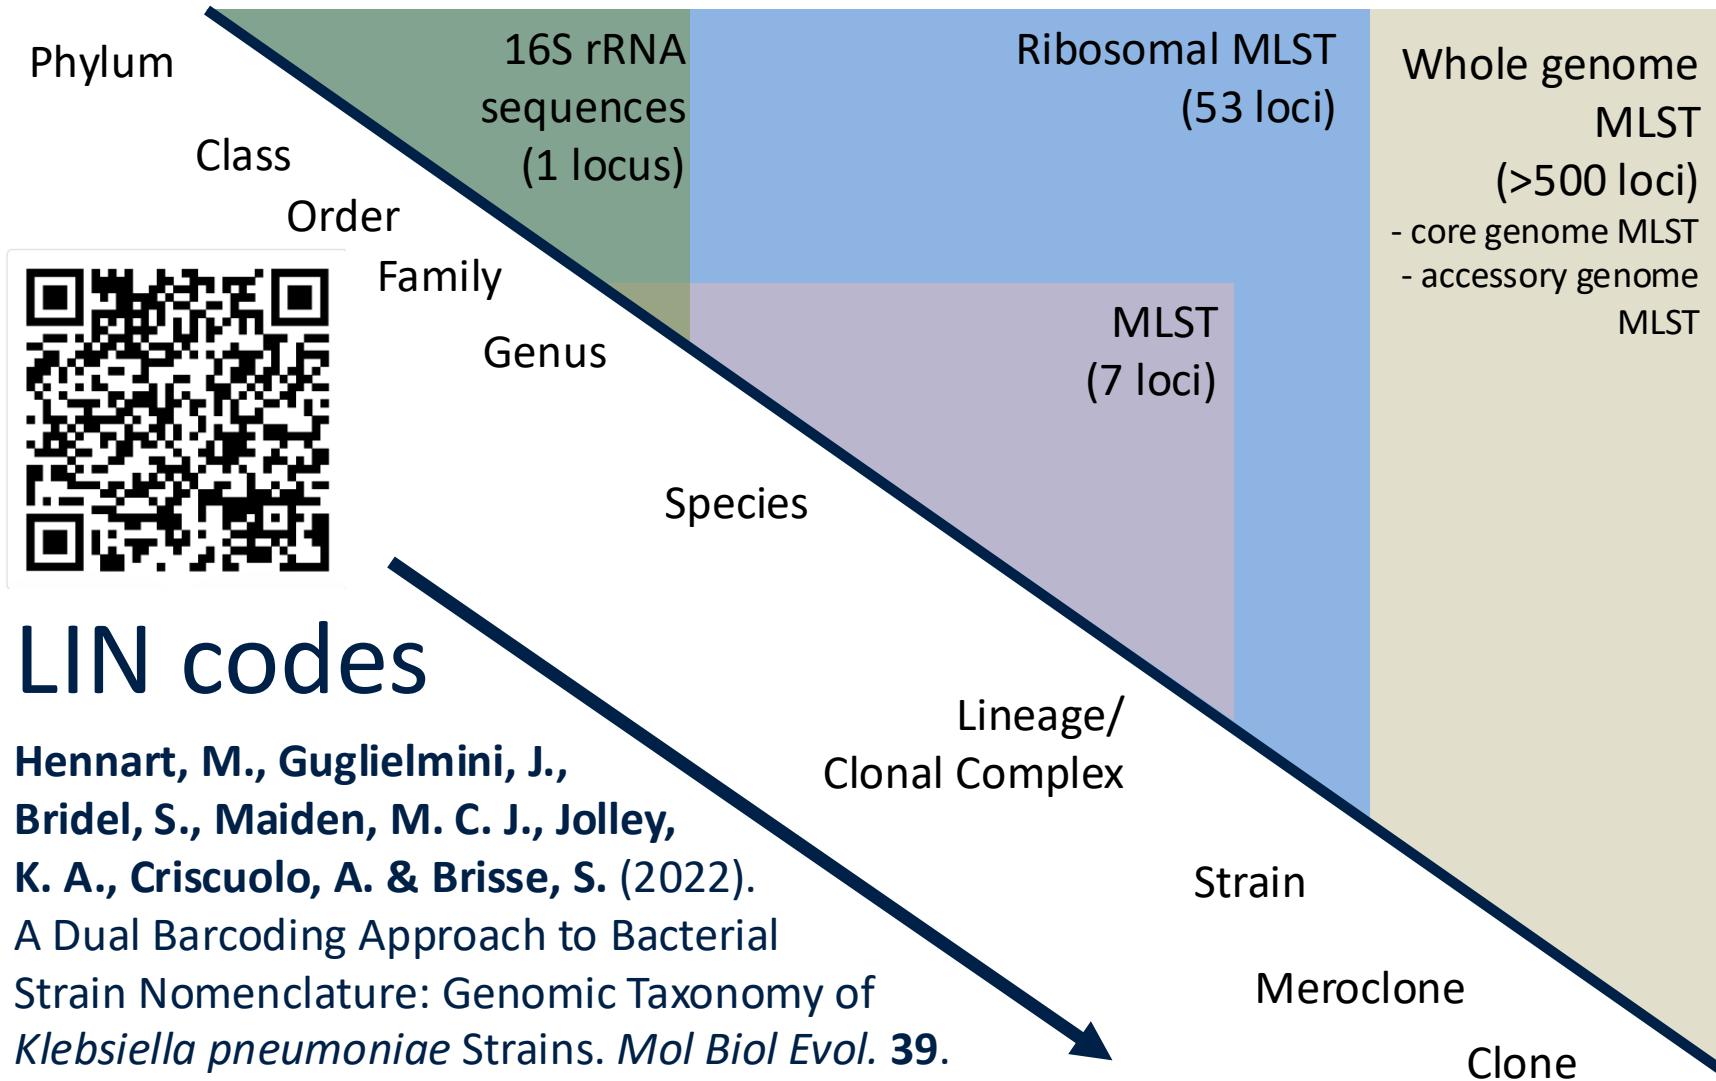 Phylum
Class
Order
Family
Genus
Species
Lineage/
Clonal Complex
Strain
Meroclone
Clone
16S rRNA
sequences
(1 locus)
Ribosomal MLST
(53 loci)
MLST
(7 loci)
Whole genome
MLST
(>500 loci)
- core genome MLST
- accessory genome
MLST
LIN codes
Hennart, M., Guglielmini, J.,
Bridel, S., Maiden, M. C. J., Jolley,
K. A., Criscuolo, A. & Brisse, S. (2022).
A Dual Barcoding Approach to Bacterial
Strain Nomenclature: Genomic Taxonomy of
Klebsiella pneumoniae Strains. Mol Biol Evol. 39.